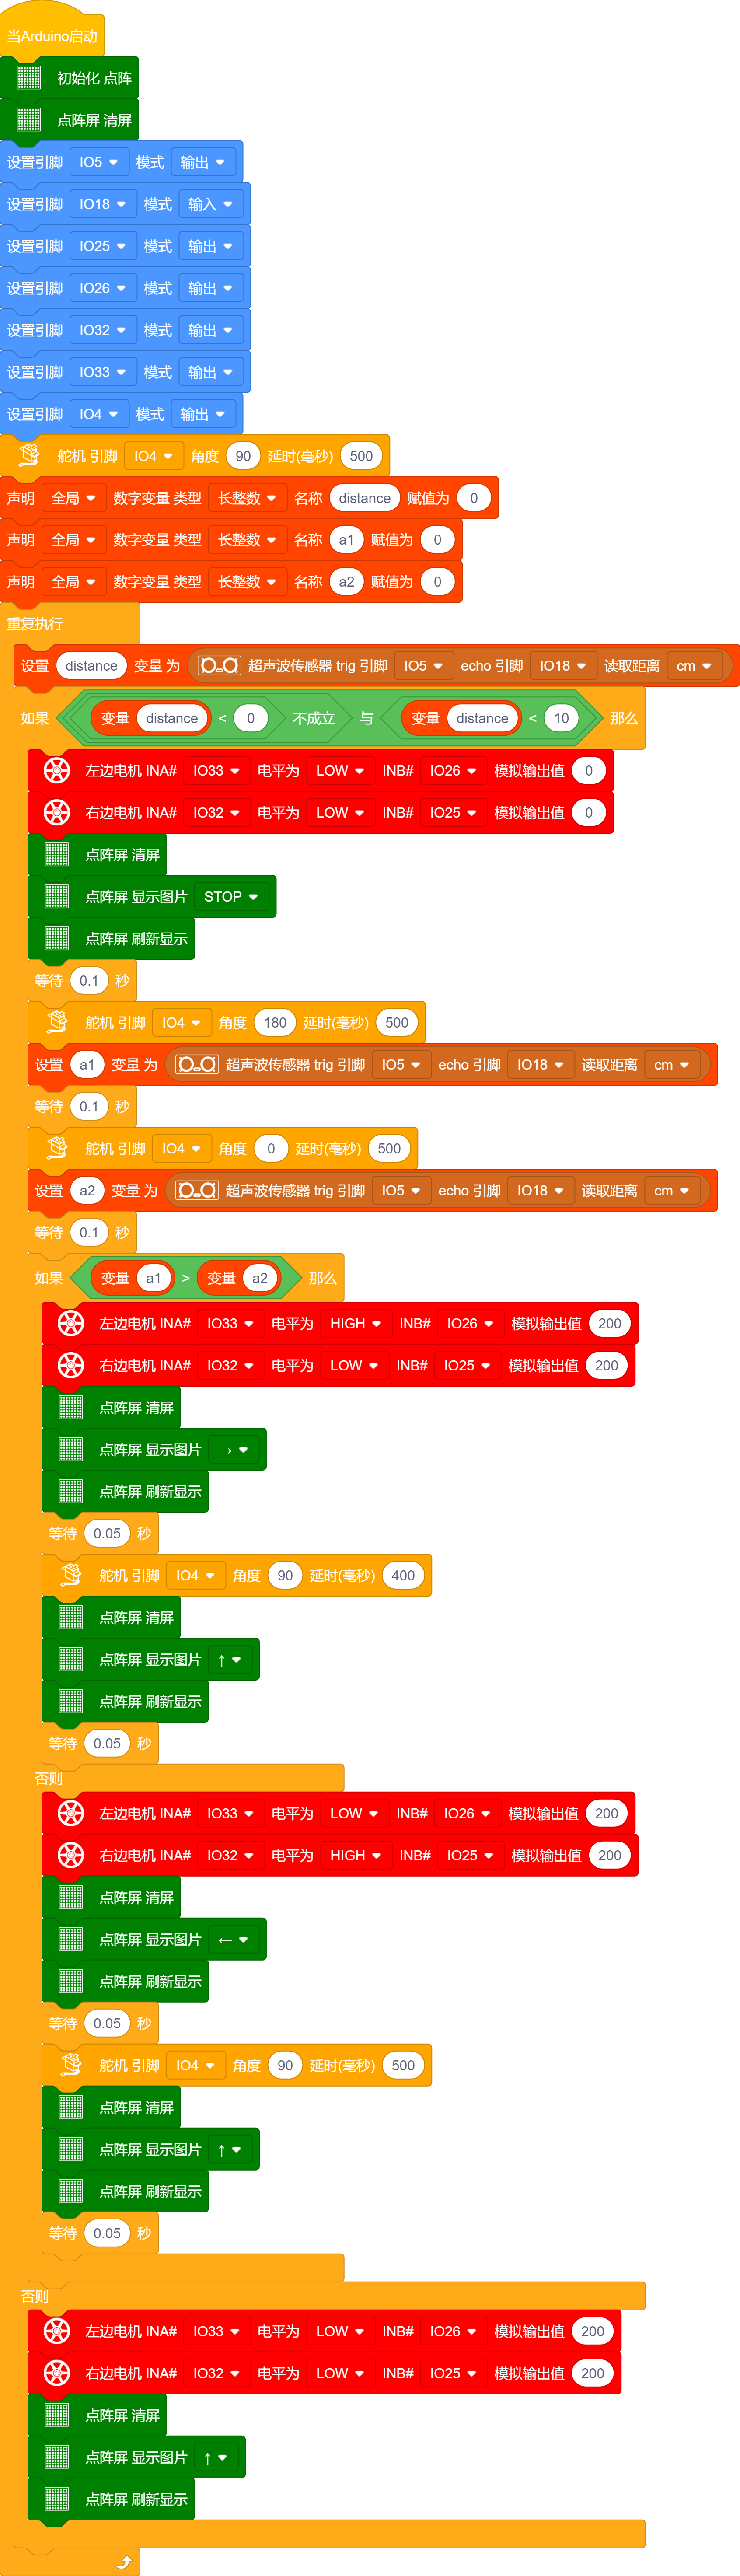 当Arduino启动
初始化 点阵
点阵屏 清屏
设置引脚 IO5 模式 输出
设置引脚 IO18 模式 输入
设置引脚 IO25 模式 输出
设置引脚 IO26 模式 输出
设置引脚 IO32 模式 输出
设置引脚 IO33 模式 输出
设置引脚 IO4 模式 输出
舵机 引脚 IO4 角度 90 延时(毫秒) 500
声明 全局 数字变量 类型 长整数 名称 distance 赋值为 0
声明 全局 数字变量 类型 长整数 名称 a1 赋值为 0
声明 全局 数字变量 类型 长整数 名称 a2 赋值为 0
重复执行
设置 distance 变量 为 超声波传感器 trig 引脚 IO5 echo 引脚 IO18 读取距离 cm
如果 变量 distance < 0 不成立 与 变量 distance < 10 那么
左边电机 INA# IO33 电平为 LOW INB# IO26 模拟输出值 0
右边电机 INA# IO32 电平为 LOW INB# IO25 模拟输出值 0
点阵屏 清屏
点阵屏 显示图片 STOP
点阵屏 刷新显示
等待 0.1 秒
舵机 引脚 IO4 角度 180 延时(毫秒) 500
设置 a1 变量 为 超声波传感器 trig 引脚 IO5 echo 引脚 IO18 读取距离 cm
等待 0.1 秒
舵机 引脚 IO4 角度 0 延时(毫秒) 500
设置 a2 变量 为 超声波传感器 trig 引脚 IO5 echo 引脚 IO18 读取距离 cm
等待 0.1 秒
如果 变量 a1 > 变量 a2 那么
左边电机 INA# IO33 电平为 HIGH INB# IO26 模拟输出值 200
右边电机 INA# IO32 电平为 LOW INB# IO25 模拟输出值 200
点阵屏 清屏
点阵屏 显示图片 →
点阵屏 刷新显示
等待 0.05 秒
舵机 引脚 IO4 角度 90 延时(毫秒) 400
点阵屏 清屏
点阵屏 显示图片 ↑
点阵屏 刷新显示
等待 0.05 秒
否则
左边电机 INA# IO33 电平为 LOW INB# IO26 模拟输出值 200
右边电机 INA# IO32 电平为 HIGH INB# IO25 模拟输出值 200
点阵屏 清屏
点阵屏 显示图片 ←
点阵屏 刷新显示
等待 0.05 秒
舵机 引脚 IO4 角度 90 延时(毫秒) 500
点阵屏 清屏
点阵屏 显示图片 ↑
点阵屏 刷新显示
等待 0.05 秒
否则
左边电机 INA# IO33 电平为 LOW INB# IO26 模拟输出值 200
右边电机 INA# IO32 电平为 LOW INB# IO25 模拟输出值 200
点阵屏 清屏
点阵屏 显示图片 ↑
点阵屏 刷新显示